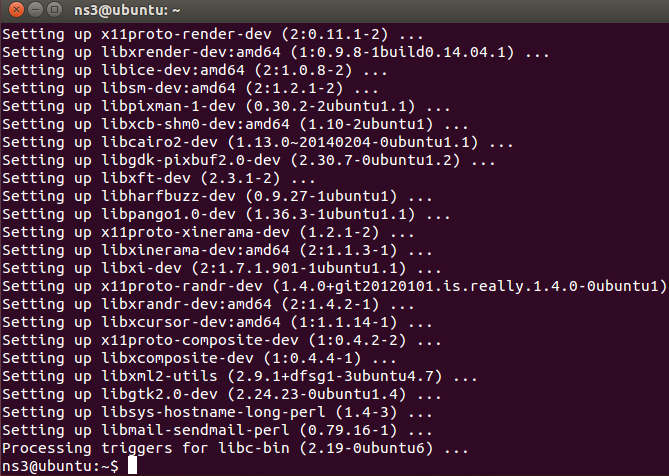 ns3@ubuntu: ~
Setting up x11proto-render-dev (2:0.11.1-2) ...
Setting up libxrender-dev:amd64 (1:0.9.8-1build0.14.04.1) ...
Setting up libice-dev:amd64 (2:1.0.8-2) ...
Setting up libsm-dev:amd64 (2:1.2.1-2) ...
Setting up libpixman-1-dev (0.30.2-2ubuntu1.1) ...
Setting up libxcb-shm0-dev:amd64 (1.10-2ubuntu1) ...
Setting up libcairo2-dev (1.13.0~20140204-0ubuntu1.1) ...
Setting up libgdk-pixbuf2.0-dev (2.30.7-0ubuntu1.2) ...
Setting up libxft-dev (2.3.1-2) ...
Setting up libharfbuzz-dev (0.9.27-1ubuntu1) ...
Setting up libpango1.0-dev (1.36.3-1ubuntu1.1) ...
Setting up x11proto-xinerama-dev (1.2.1-2) ...
Setting up libxinerama-dev:amd64 (2:1.1.3-1) ...
Setting up libxi-dev (2:1.7.1.901-1ubuntu1.1) ...
Setting up x11proto-randr-dev (1.4.0+git20120101.is.really.1.4.0-0ubuntu1)
Setting up libxrandr-dev:amd64 (2:1.4.2-1) ...
Setting up libxcursor-dev:amd64 (1:1.1.14-1) ...
Setting up x11proto-composite-dev (1:0.4.2-2) ...
Setting up libxcomposite-dev (1:0.4.4-1) ...
Setting up libxml2-utils (2.9.1+dfsg1-3ubuntu4.7) ...
Setting up libgtk2.0-dev (2.24.23-0ubuntu1.4) ...
Setting up libsys-hostname-long-perl (1.4-3) ...
Setting up libmail-sendmail-perl (0.79.16-1) ...
Processing triggers for libc-bin (2.19-0ubuntu6) ...
ns3@ubuntu:~$